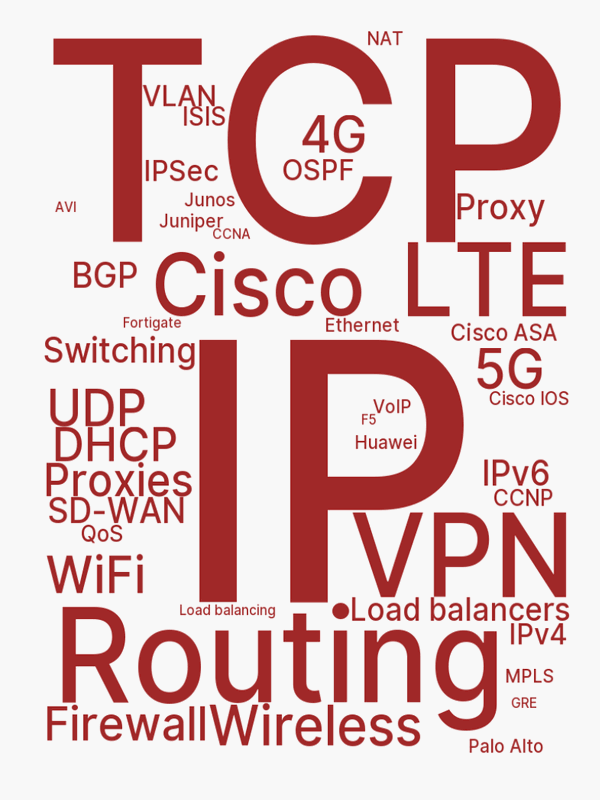 NAT
TCP
VLAN
ISIS
4G
OSPF
IPSec
Junos
Proxy
AVI
Juniper
CCNA
LTE
BGP
Cisco
Fortigate
Ethernet
Cisco ASA
Switching
IP
5G
Cisco IOS
UDP
VoIP
F5
DHCP
Huawei
Proxies
IPv6
CCNP
SD-WAN
QoS
VPN
WiFi
Load balancing
Load balancers
Routing
IPv4
MPLS
GRE
Firewall
Wireless
Palo Alto